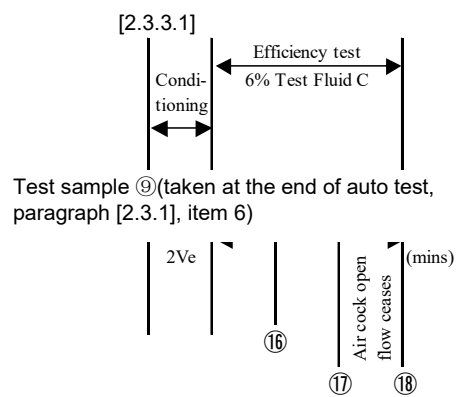 [2.3.3.1]
Efficiency test
Condi-
tioning
6% Test Fluid C
Test sample ⑨(taken at the end of auto test,
paragraph [2.3.1], item 6)
2Ve
(mins)
Air cock open
flow ceases
⑯
⑰
⑱